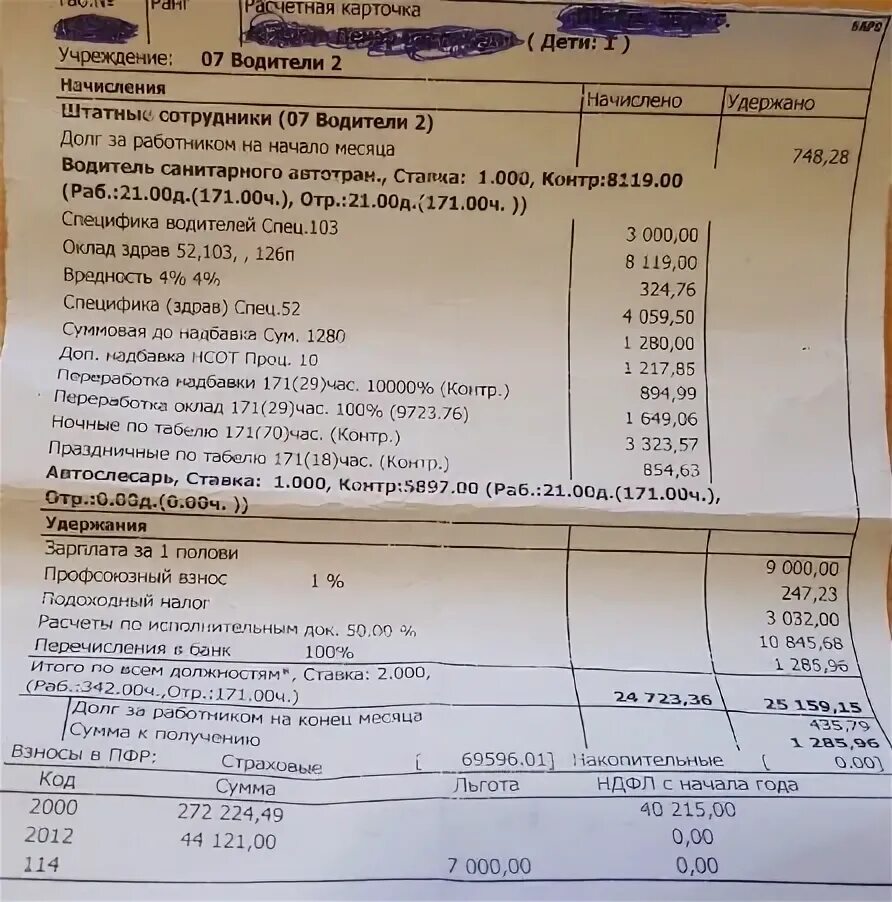 Таб.№ Ранг Расчетная карточка
( Дети: 1 )
Учреждение: 07 Водители 2
Начисления Начислено Удержано
Штатные сотрудники (07 Водители 2)
Долг за работником на начало месяца 748,28
Водитель санитарного автотран., Ставка: 1.000, Контр:8119.00
(Раб.:21.00д.(171.00ч.), Отр.:21.00д.(171.00ч. ))
Специфика водителей Спец.103 3 000,00
Оклад здрав 52,103, , 126п 8 119,00
Вредность 4% 4% 324,76
Специфика (здрав) Спец.52 4 059,50
Суммовая до надбавка Сум. 1280 1 280,00
Доп. надбавка НСОТ Проц. 10 1 217,85
Переработка надбавки 171(29)час. 10000% (Контр.) 894,99
Переработка оклад 171(29)час. 100% (9723.76) 1 649,06
Ночные по табелю 171(70)час. (Контр.) 3 323,57
Праздничные по табелю 171(18)час. (Контр.) 854,63
Автослесарь, Ставка: 1.000, Контр:5897.00 (Раб.:21.00д.(171.00ч.),
Отр.:0.00д.(0.00ч. ))
Удержания
Зарплата за 1 полови 9 000,00
Профсоюзный взнос 1 % 247,23
Подоходный налог 3 032,00
Расчеты по исполнительным док. 50.00 % 10 845,68
Перечисления в банк 100% 1 285,96
Итого по всем должностям*, Ставка: 2.000,
(Раб.:342.00ч.,Отр.:171.00ч.) 24 723,36 25 159,15
Долг за работником на конец месяца 435,79
Сумма к получению 1 285,96
Взносы в ПФР: Страховые [ 69596.01] Накопительные [ 0.00]
Код Сумма Льгота НДФЛ с начала года
2000 272 224,49 40 215,00
2012 44 121,00 0,00
114 7 000,00 0,00